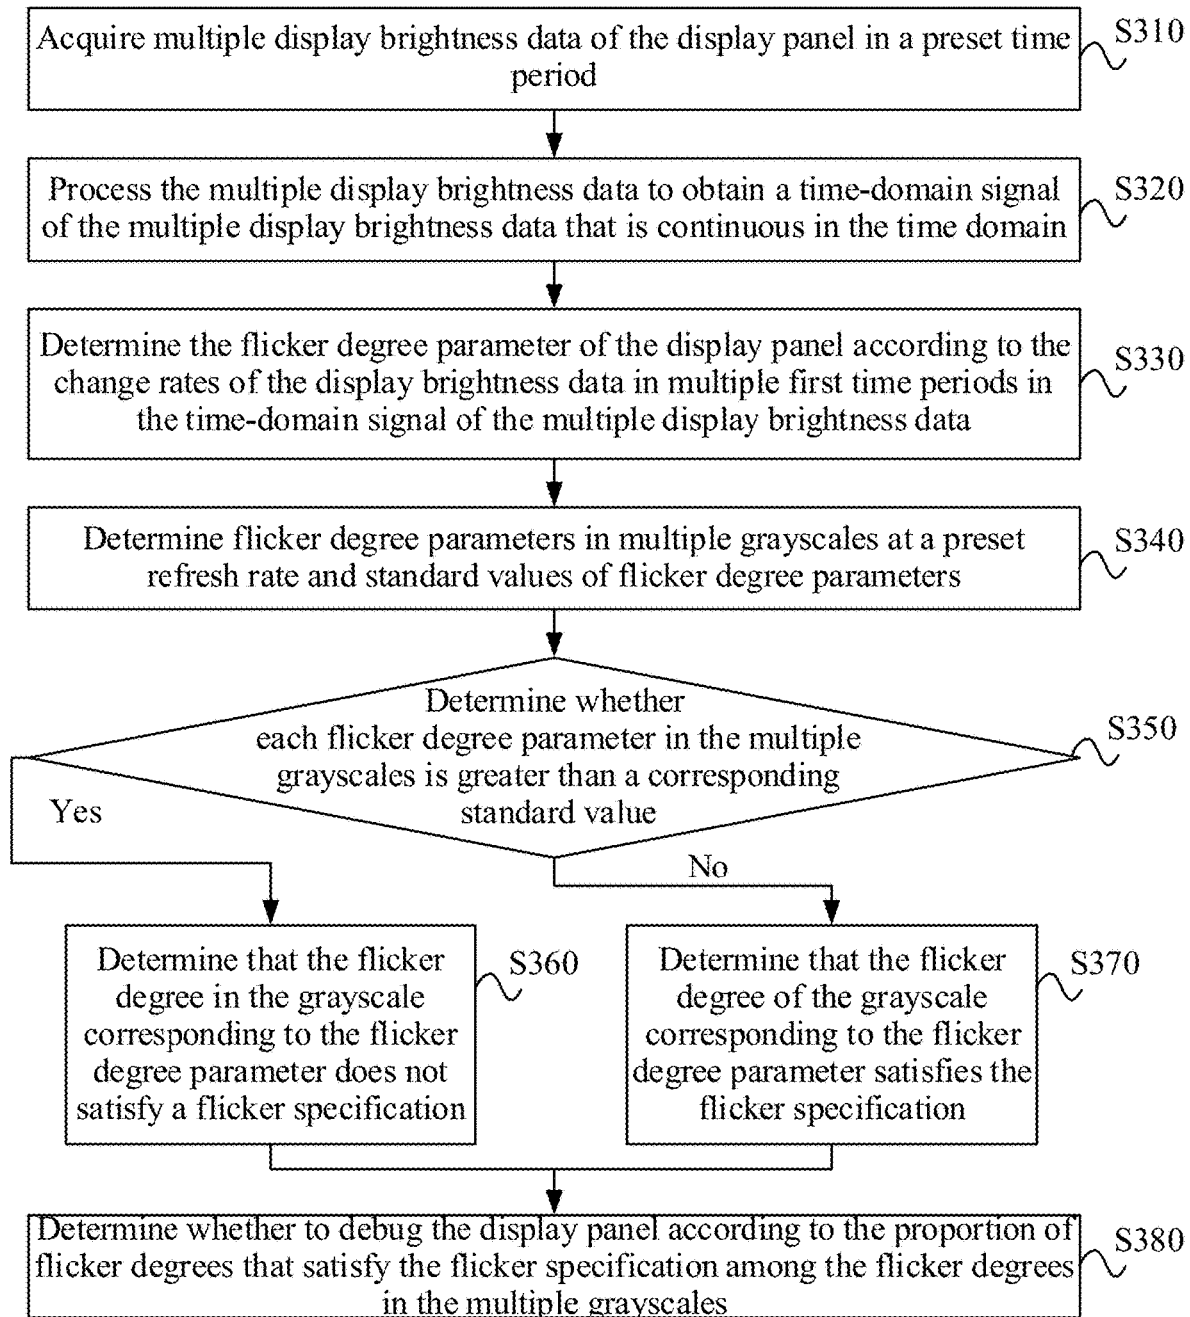 Acquire multiple display brightness data of the display panel in a preset time
period
S310
Process the multiple display brightness data to obtain a time-domain signal
of the multiple display brightness data that is continuous in the time domain
S320
Determine the flicker degree parameter of the display panel according to the
change rates of the display brightness data in multiple first time periods in
the time-domain signal of the multiple display brightness data
S330
Determine flicker degree parameters in multiple grayscales at a preset
refresh rate and standard values of flicker degree parameters
S340
Determine whether
each flicker degree parameter in the multiple
grayscales is greater than a corresponding
standard value
S350
Yes
No
Determine that the flicker
degree in the grayscale
corresponding to the flicker
degree parameter does not
satisfy a flicker specification
S360
Determine that the flicker
degree of the grayscale
corresponding to the flicker
degree parameter satisfies the
flicker specification
S370
Determine whether to debug the display panel according to the proportion of
flicker degrees that satisfy the flicker specification among the flicker degrees
in the multiple grayscales
S380